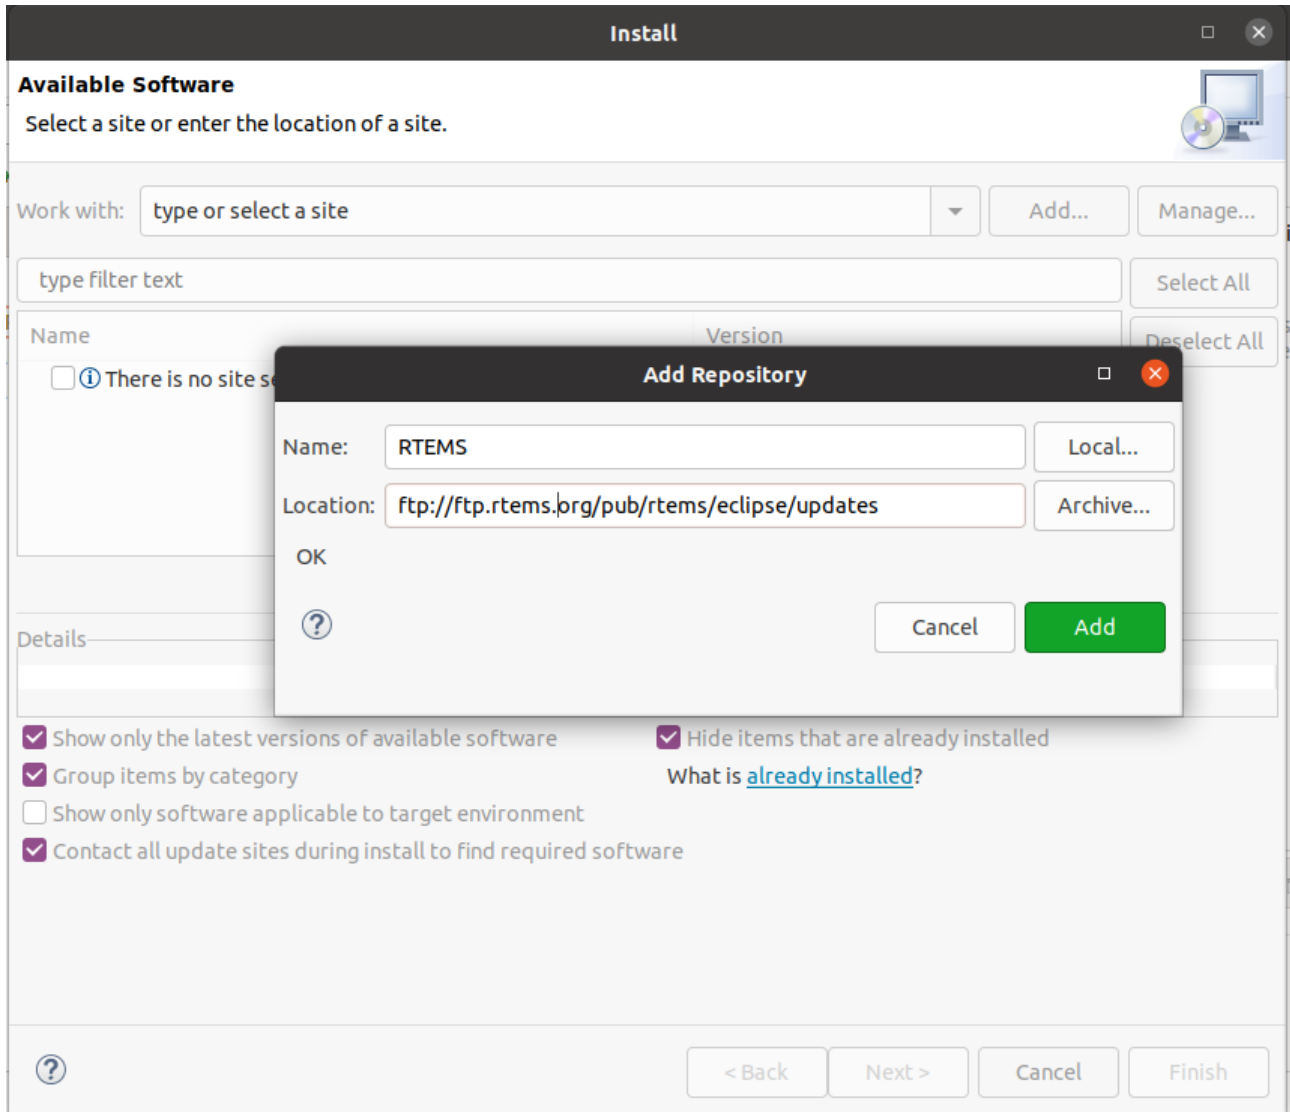 Install
Available Software
Select a site or enter the location of a site.
Work with: type or select a site Add... Manage...
type filter text Select All
Name Version Deselect All
There is no site se
Add Repository
Name: RTEMS Local...
Location: ftp://ftp.rtems.org/pub/rtems/eclipse/updates Archive...
OK
Cancel Add
Details
Show only the latest versions of available software Hide items that are already installed
Group items by category What is already installed?
Show only software applicable to target environment
Contact all update sites during install to find required software
< Back Next > Cancel Finish